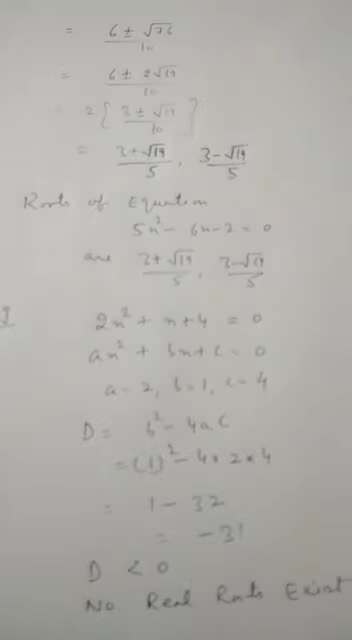 = 6 ± √76 / 10
= 6 ± 2√19 / 10
= 2 { 3 ± √19 / 10 }
= 3+√19 / 5 , 3-√19 / 5
Roots of Equation
5x² - 6x - 2 = 0
are 3+√19 / 5 , 3-√19 / 5
2x² + x + 4 = 0
ax² + bx + c = 0
a = 2, b = 1, c = 4
D = b² - 4ac
= (1)² - 4 × 2 × 4
= 1 - 32
= -31
D < 0
No Real Roots Exist